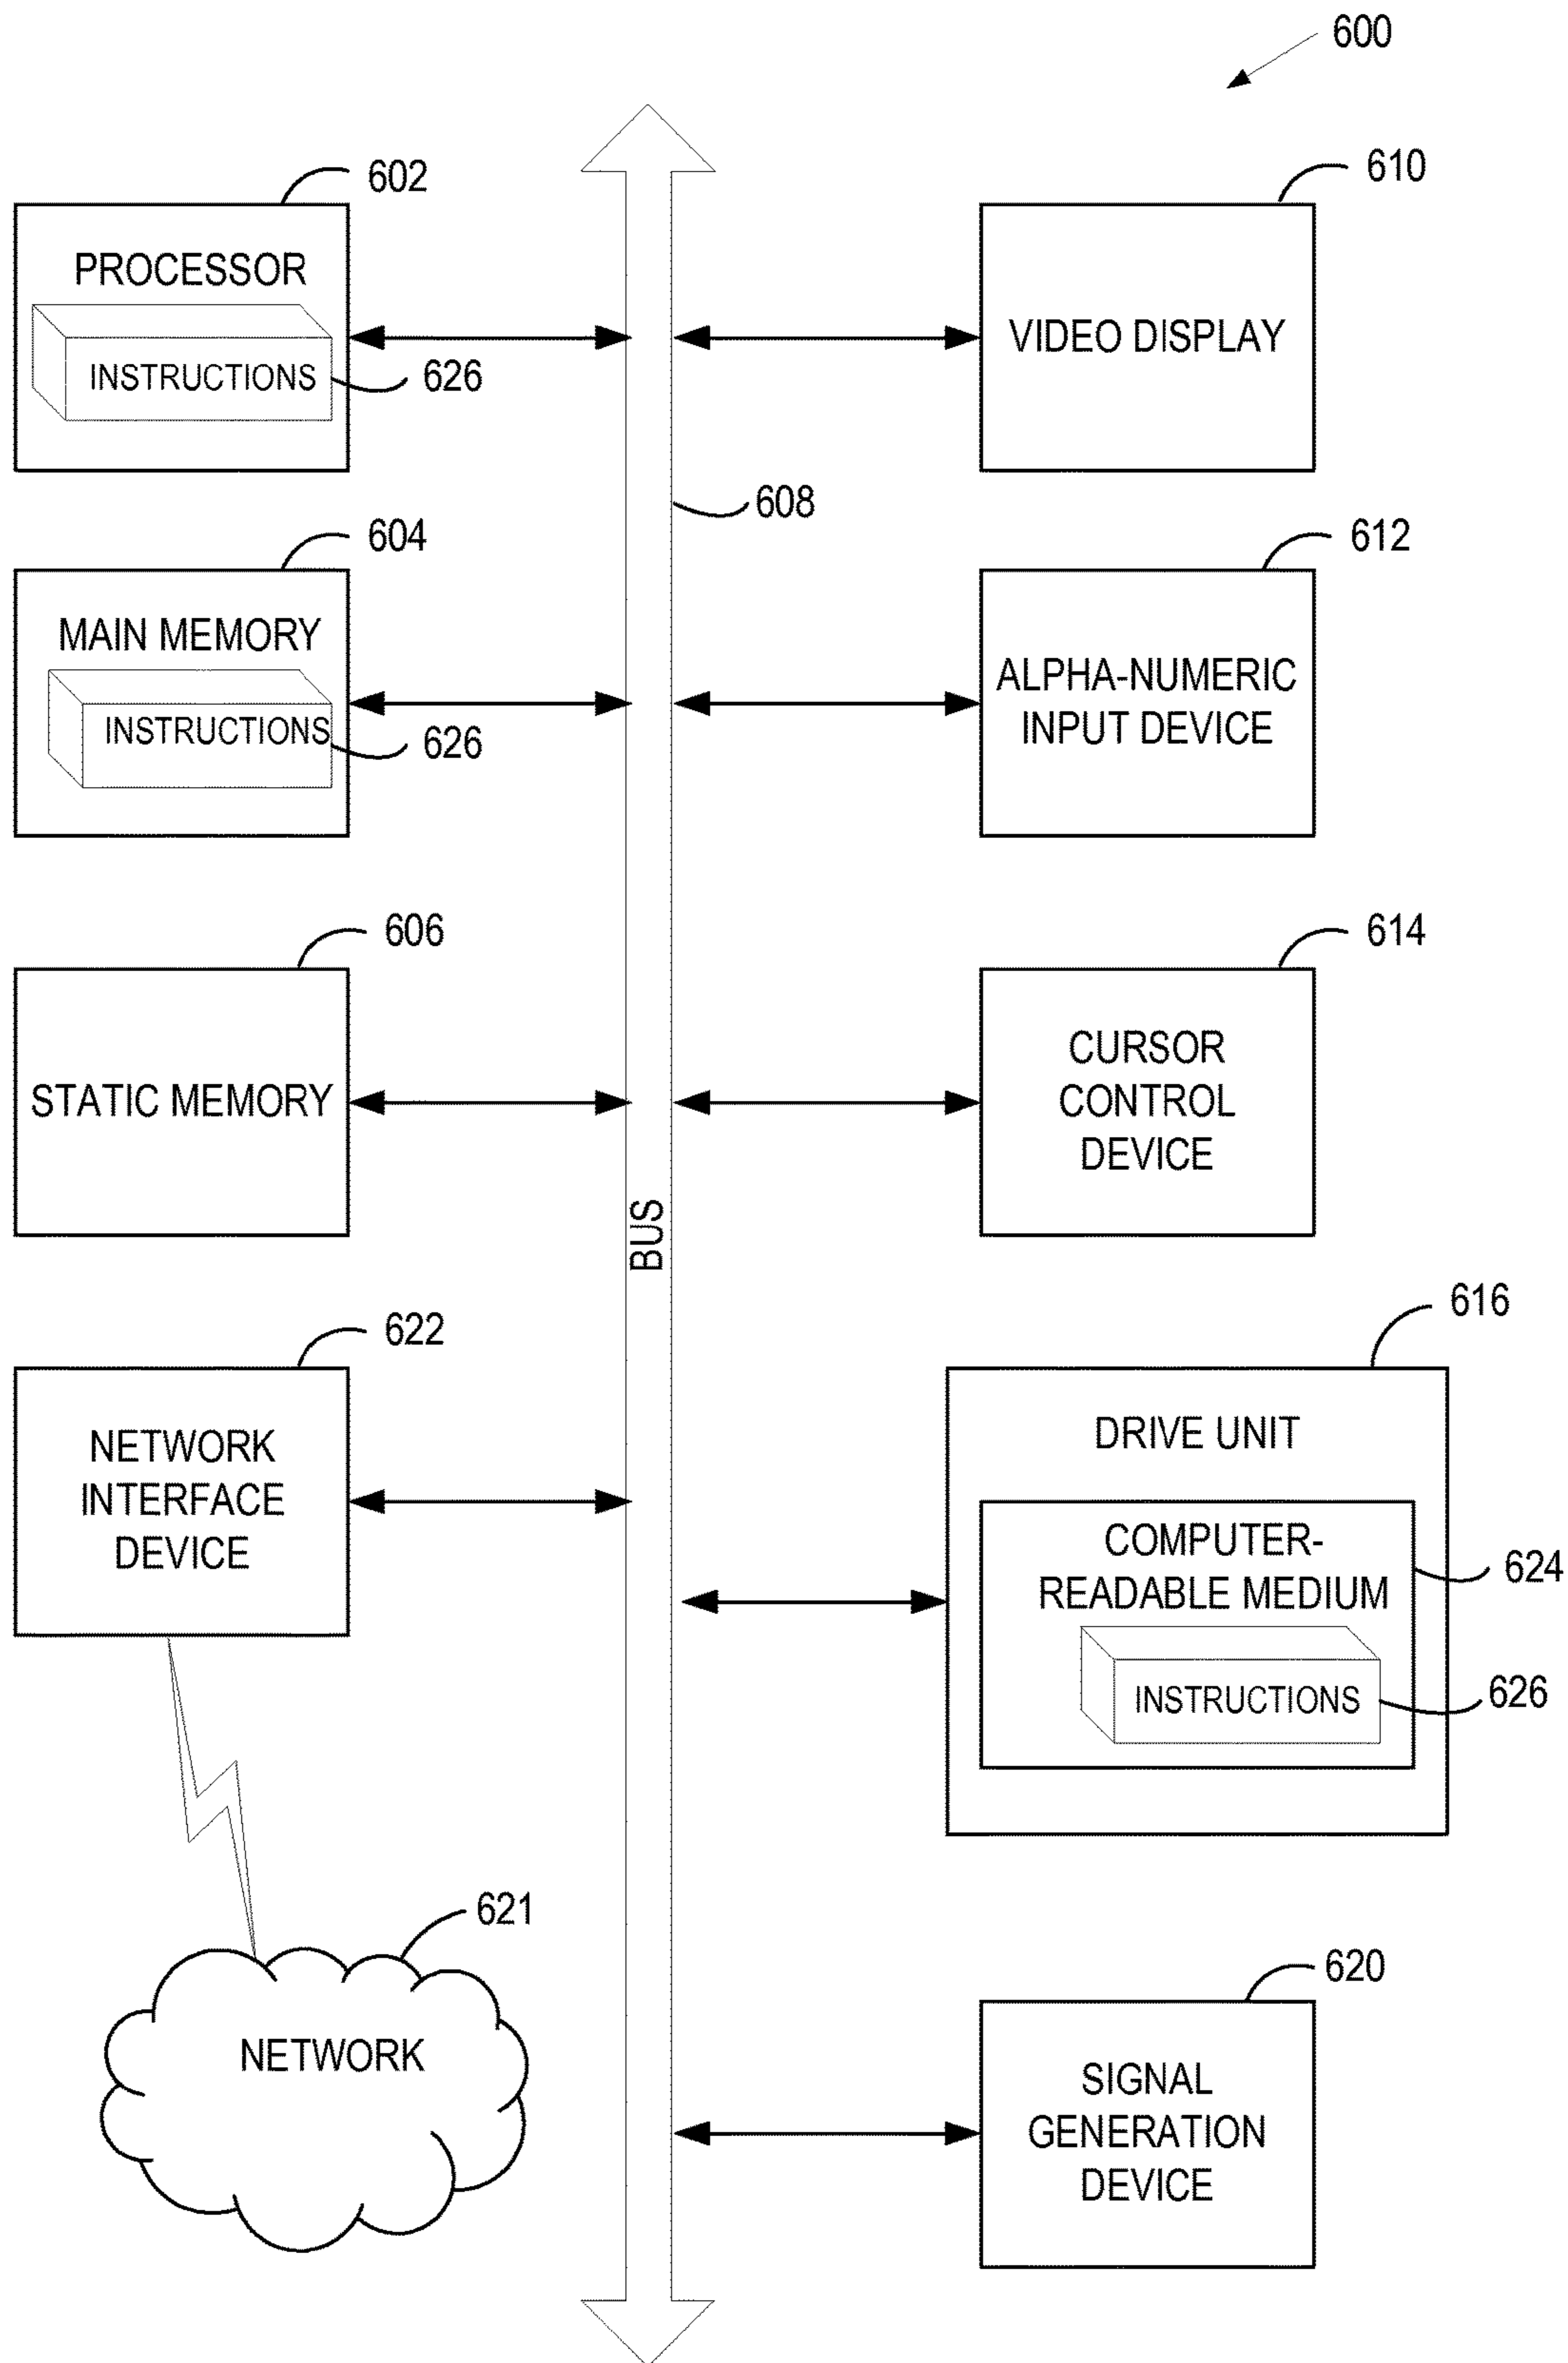 600
602
PROCESSOR
INSTRUCTIONS
626
610
VIDEO DISPLAY
608
604
MAIN MEMORY
INSTRUCTIONS
626
612
ALPHA-NUMERIC
INPUT DEVICE
606
STATIC MEMORY
614
CURSOR
CONTROL
DEVICE
BUS
622
NETWORK
INTERFACE
DEVICE
616
DRIVE UNIT
COMPUTER-
READABLE MEDIUM
624
INSTRUCTIONS
626
621
NETWORK
620
SIGNAL
GENERATION
DEVICE